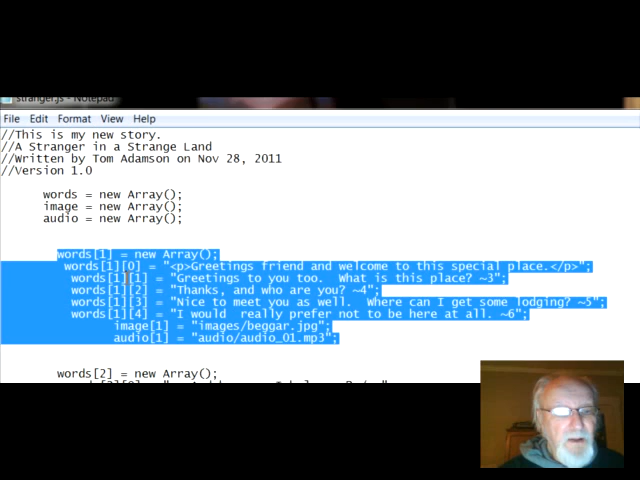 stranger.js - Notepad
File Edit Format View Help
//This is my new story.
//A Stranger in a Strange Land
//Written by Tom Adamson on Nov 28, 2011
//Version 1.0
words = new Array();
image = new Array();
audio = new Array();
words[1] = new Array();
words[1][0] = "<p>Greetings friend and welcome to this special place.</p>";
words[1][1] = "Greetings to you too.  What is this place? ~3";
words[1][2] = "Thanks, and who are you? ~4";
words[1][3] = "Nice to meet you as well.  Where can I get some lodging? ~5";
words[1][4] = "I would  really prefer not to be here at all. ~6";
image[1] = "images/beggar.jpg";
audio[1] = "audio/audio_01.mp3";
words[2] = new Array();